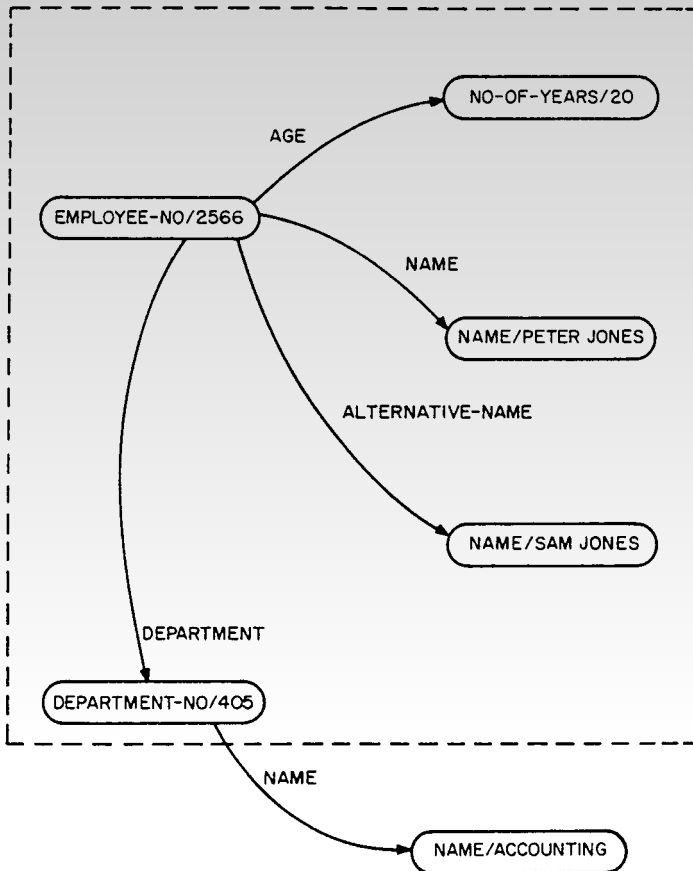 NO-OF-YEARS/20
AGE
EMPLOYEE-NO/2566
NAME
NAME/PETER JONES
ALTERNATIVE-NAME
NAME/SAM JONES
DEPARTMENT
DEPARTMENT-NO/405
NAME
NAME/ACCOUNTING